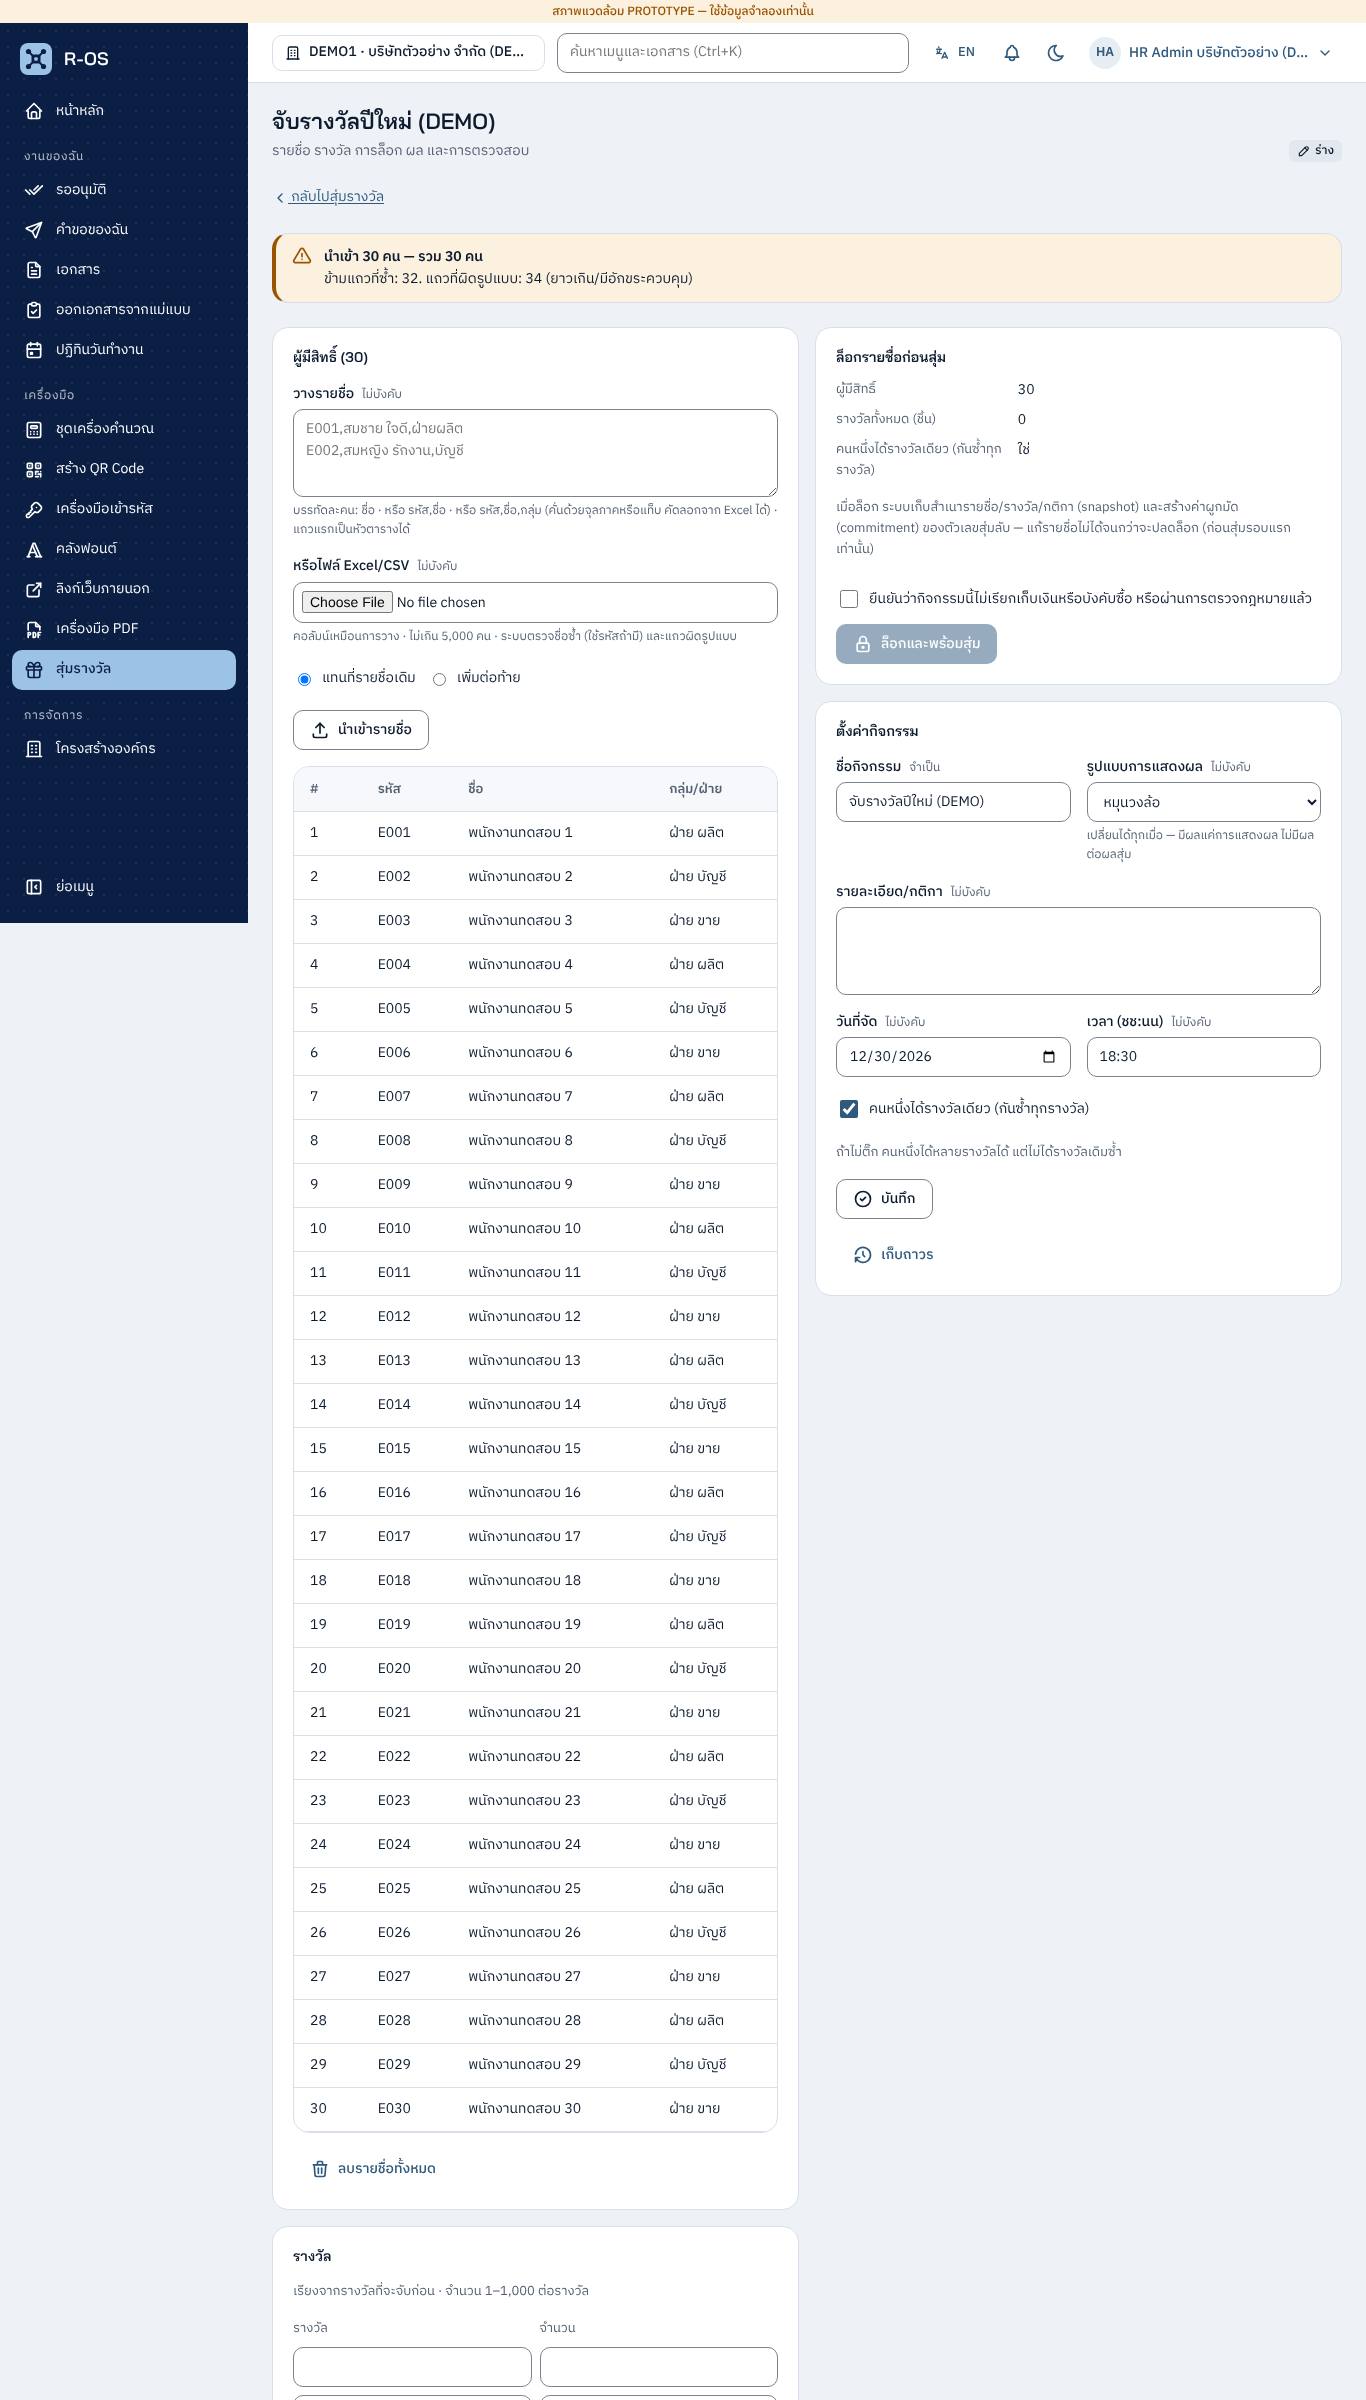 สภาพแวดล้อม PROTOTYPE — ใช้ข้อมูลจำลองเท่านั้น
R-OS
หน้าหลัก
งานของฉัน
รออนุมัติ
คำขอของฉัน
เอกสาร
ออกเอกสารจากแม่แบบ
ปฏิทินวันทำงาน
เครื่องมือ
ชุดเครื่องคำนวณ
สร้าง QR Code
เครื่องมือเข้ารหัส
คลังฟอนต์
ลิงก์เว็บภายนอก
เครื่องมือ PDF
สุ่มรางวัล
การจัดการ
โครงสร้างองค์กร
ย่อเมนู
DEMO1 · บริษัทตัวอย่าง จำกัด (DE...
ค้นหาเมนูและเอกสาร (Ctrl+K)
EN
HA
HR Admin บริษัทตัวอย่าง (D...
จับรางวัลปีใหม่ (DEMO)
รายชื่อ รางวัล การล็อก ผล และการตรวจสอบ
ร่าง
กลับไปสุ่มรางวัล
นำเข้า 30 คน — รวม 30 คน
ข้ามแถวที่ซ้ำ: 32. แถวที่ผิดรูปแบบ: 34 (ยาวเกิน/มีอักขระควบคุม)
ผู้มีสิทธิ์ (30)
วางรายชื่อ ไม่บังคับ
E001,สมชาย ใจดี,ฝ่ายผลิต
E002,สมหญิง รักงาน,บัญชี
บรรทัดละคน: ชื่อ · หรือ รหัส,ชื่อ · หรือ รหัส,ชื่อ,กลุ่ม (คั่นด้วยจุลภาคหรือแท็บ คัดลอกจาก Excel ได้) ·
แถวแรกเป็นหัวตารางได้
หรือไฟล์ Excel/CSV ไม่บังคับ
Choose File No file chosen
คอลัมน์เหมือนการวาง · ไม่เกิน 5,000 คน · ระบบตรวจชื่อซ้ำ (ใช้รหัสถ้ามี) และแถวผิดรูปแบบ
แทนที่รายชื่อเดิม เพิ่มต่อท้าย
นำเข้ารายชื่อ
# รหัส ชื่อ กลุ่ม/ฝ่าย
1 E001 พนักงานทดสอบ 1 ฝ่าย ผลิต
2 E002 พนักงานทดสอบ 2 ฝ่าย บัญชี
3 E003 พนักงานทดสอบ 3 ฝ่าย ขาย
4 E004 พนักงานทดสอบ 4 ฝ่าย ผลิต
5 E005 พนักงานทดสอบ 5 ฝ่าย บัญชี
6 E006 พนักงานทดสอบ 6 ฝ่าย ขาย
7 E007 พนักงานทดสอบ 7 ฝ่าย ผลิต
8 E008 พนักงานทดสอบ 8 ฝ่าย บัญชี
9 E009 พนักงานทดสอบ 9 ฝ่าย ขาย
10 E010 พนักงานทดสอบ 10 ฝ่าย ผลิต
11 E011 พนักงานทดสอบ 11 ฝ่าย บัญชี
12 E012 พนักงานทดสอบ 12 ฝ่าย ขาย
13 E013 พนักงานทดสอบ 13 ฝ่าย ผลิต
14 E014 พนักงานทดสอบ 14 ฝ่าย บัญชี
15 E015 พนักงานทดสอบ 15 ฝ่าย ขาย
16 E016 พนักงานทดสอบ 16 ฝ่าย ผลิต
17 E017 พนักงานทดสอบ 17 ฝ่าย บัญชี
18 E018 พนักงานทดสอบ 18 ฝ่าย ขาย
19 E019 พนักงานทดสอบ 19 ฝ่าย ผลิต
20 E020 พนักงานทดสอบ 20 ฝ่าย บัญชี
21 E021 พนักงานทดสอบ 21 ฝ่าย ขาย
22 E022 พนักงานทดสอบ 22 ฝ่าย ผลิต
23 E023 พนักงานทดสอบ 23 ฝ่าย บัญชี
24 E024 พนักงานทดสอบ 24 ฝ่าย ขาย
25 E025 พนักงานทดสอบ 25 ฝ่าย ผลิต
26 E026 พนักงานทดสอบ 26 ฝ่าย บัญชี
27 E027 พนักงานทดสอบ 27 ฝ่าย ขาย
28 E028 พนักงานทดสอบ 28 ฝ่าย ผลิต
29 E029 พนักงานทดสอบ 29 ฝ่าย บัญชี
30 E030 พนักงานทดสอบ 30 ฝ่าย ขาย
ลบรายชื่อทั้งหมด
รางวัล
เรียงจากรางวัลที่จะจับก่อน · จำนวน 1–1,000 ต่อรางวัล
รางวัล จำนวน
ล็อกรายชื่อก่อนสุ่ม
ผู้มีสิทธิ์ 30
รางวัลทั้งหมด (ชิ้น) 0
คนหนึ่งได้รางวัลเดียว (กันซ้ำทุก ใช่
รางวัล)
เมื่อล็อก ระบบเก็บสำเนารายชื่อ/รางวัล/กติกา (snapshot) และสร้างค่าผูกมัด
(commitment) ของตัวเลขสุ่มลับ — แก้รายชื่อไม่ได้จนกว่าจะปลดล็อก (ก่อนสุ่มรอบแรก
เท่านั้น)
ยืนยันว่ากิจกรรมนี้ไม่เรียกเก็บเงินหรือบังคับซื้อ หรือผ่านการตรวจกฎหมายแล้ว
ล็อกและพร้อมสุ่ม
ตั้งค่ากิจกรรม
ชื่อกิจกรรม จำเป็น
จับรางวัลปีใหม่ (DEMO)
รูปแบบการแสดงผล ไม่บังคับ
หมุนวงล้อ
เปลี่ยนได้ทุกเมื่อ — มีผลแค่การแสดงผล ไม่มีผล
ต่อผลสุ่ม
รายละเอียด/กติกา ไม่บังคับ
วันที่จัด ไม่บังคับ
12/30/2026
เวลา (ชช:นน) ไม่บังคับ
18:30
คนหนึ่งได้รางวัลเดียว (กันซ้ำทุกรางวัล)
ถ้าไม่ติ๊ก คนหนึ่งได้หลายรางวัลได้ แต่ไม่ได้รางวัลเดิมซ้ำ
บันทึก
เก็บถาวร